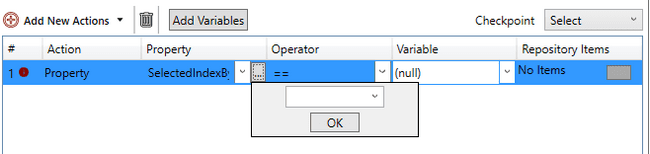 Add New Actions Add Variables Checkpoint Select
# Action Property Operator Variable Repository Items
1 Property SelectedIndexB ... == (null) No Items
OK